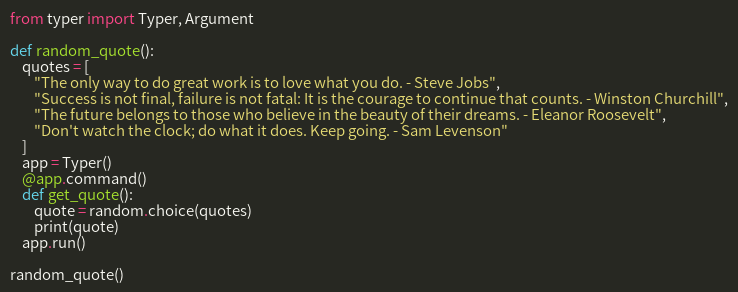 from typer import Typer, Argument
def random_quote():
quotes = [
"The only way to do great work is to love what you do. - Steve Jobs",
"Success is not final, failure is not fatal: It is the courage to continue that counts. - Winston Churchill",
"The future belongs to those who believe in the beauty of their dreams. - Eleanor Roosevelt",
"Don't watch the clock; do what it does. Keep going. - Sam Levenson"
]
app = Typer()
@app.command()
def get_quote():
quote = random.choice(quotes)
print(quote)
app.run()
random_quote()